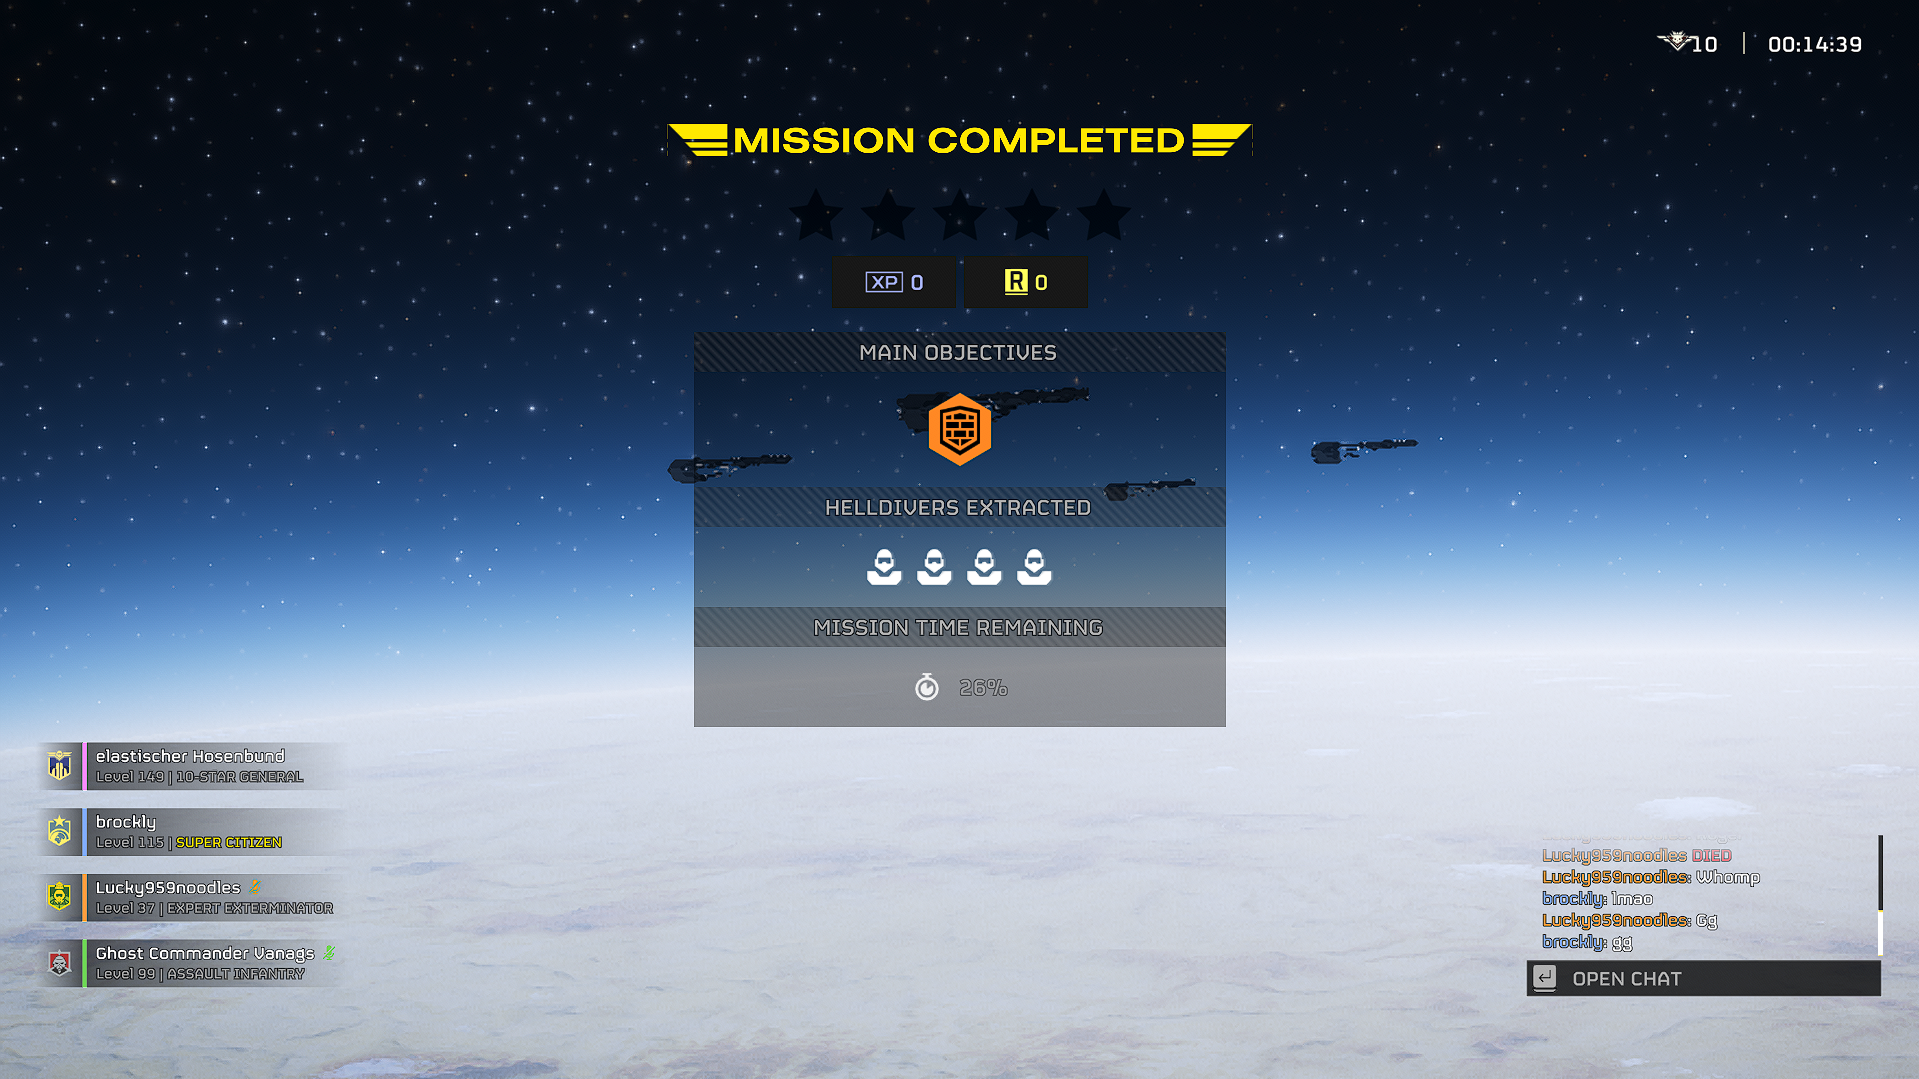 10 | 00:14:39
MISSION COMPLETED
XP 0
R 0
MAIN OBJECTIVES
HELLDIVERS EXTRACTED
MISSION TIME REMAINING
26%
elastischer Hosenbund
Level 149 | 10-STAR GENERAL
brockly
Level 115 | SUPER CITIZEN
Lucky959noodles
Level 37 | EXPERT EXTERMINATOR
Ghost Commander Vanags
Level 99 | ASSAULT INFANTRY
Lucky959noodles DIED
Lucky959noodles: Whomp
brockly: lmao
Lucky959noodles: Gg
brockly: gg
OPEN CHAT